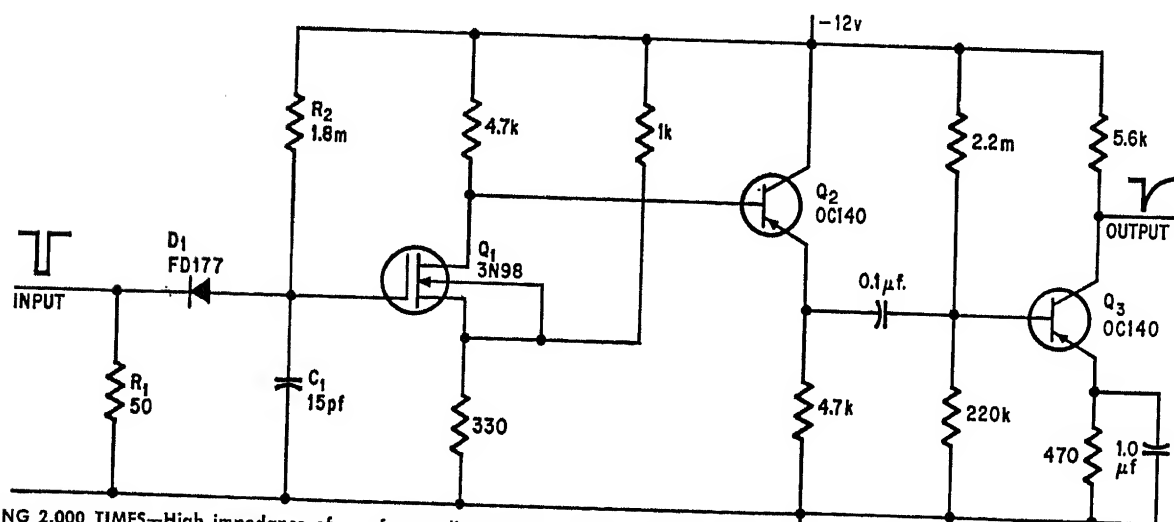 -12v
R2
1.8m
4.7k
1k
2.2m
5.6k
Q2
OC140
D1
FD177
Q1
3N98
OUTPUT
INPUT
0.1µf.
Q3
OC140
R1
50
C1
15pf
330
4.7k
220k
470
1.0
µf
NG 2,000 TIMES—High impedance of